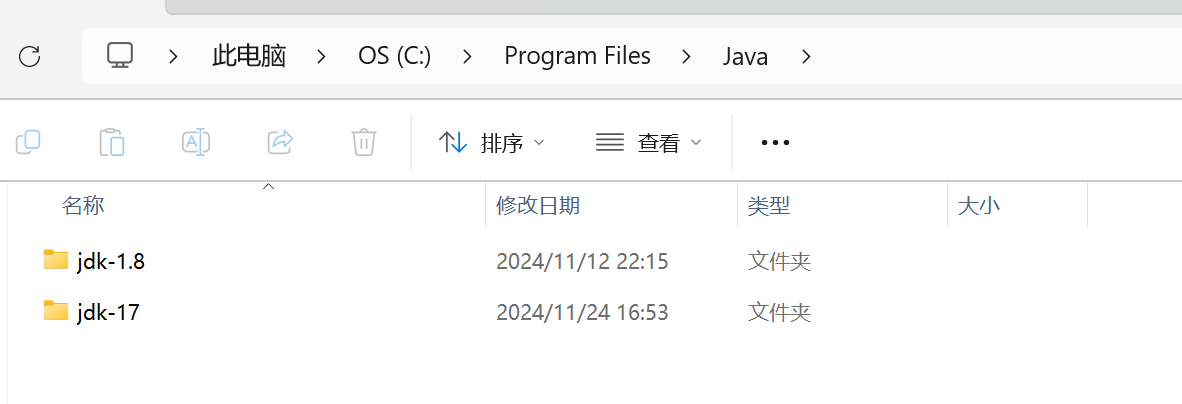 此电脑 > OS (C:) > Program Files > Java >
排序 查看 •••
名称 修改日期 类型 大小
jdk-1.8 2024/11/12 22:15 文件夹
jdk-17 2024/11/24 16:53 文件夹